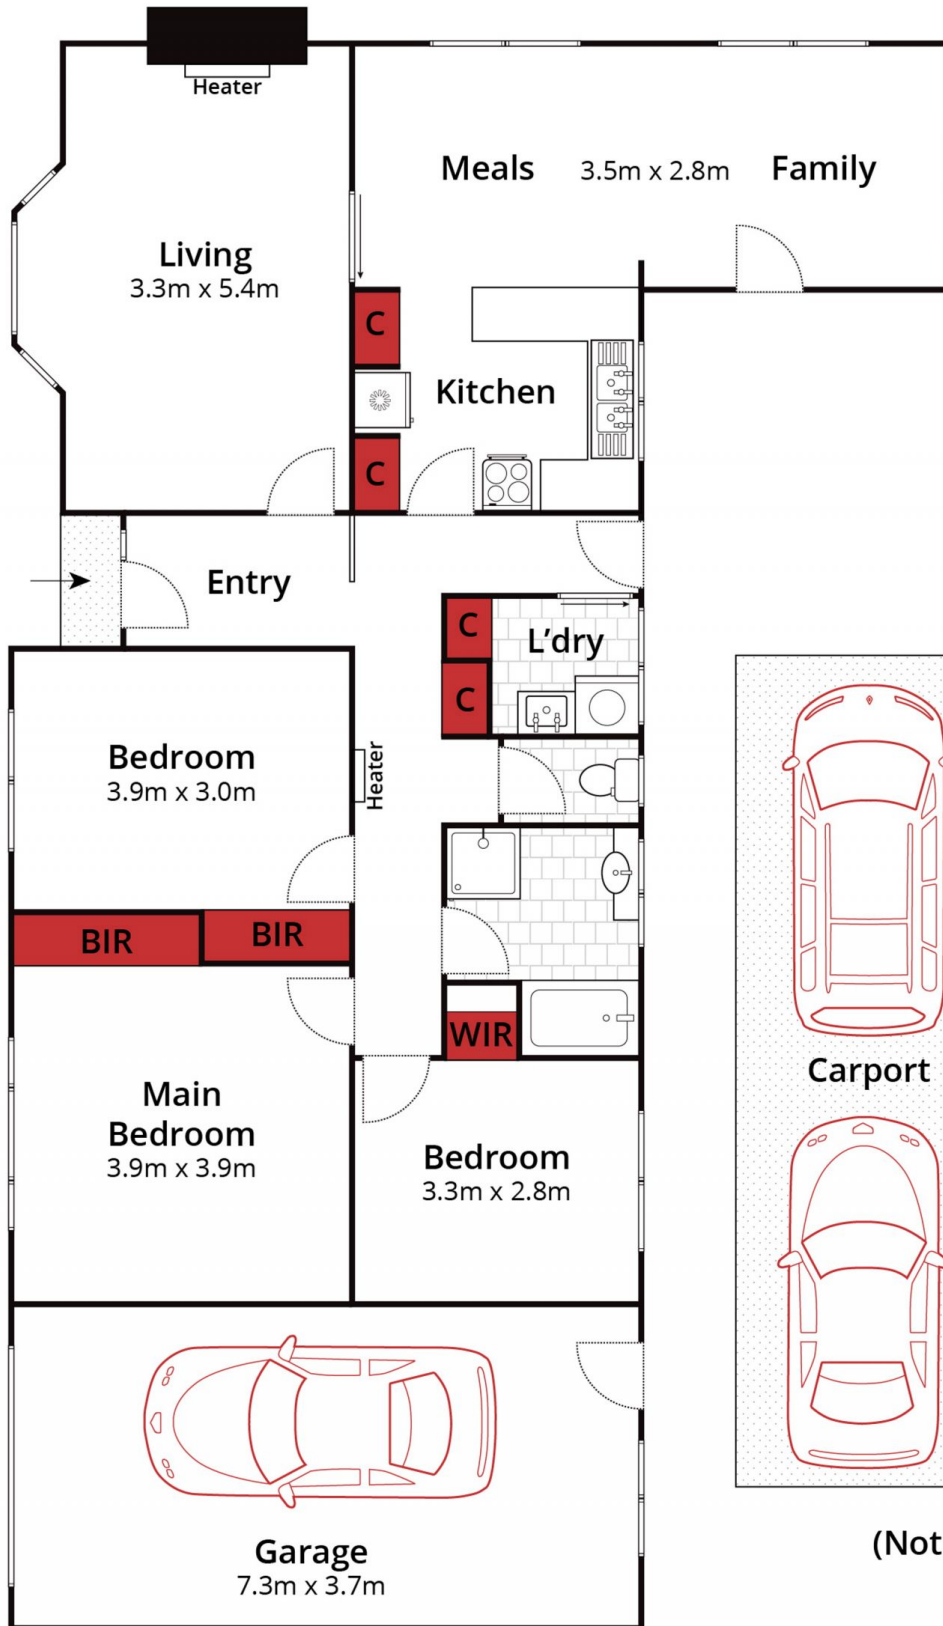 Heater
Meals 3.5m x 2.8m Family
Living
3.3m x 5.4m
C
Kitchen
C
Entry
C
L'dry
C
Bedroom
3.9m x 3.0m
Heater
BIR
BIR
WIR
Main
Bedroom
3.9m x 3.9m
Bedroom
3.3m x 2.8m
Carport
Garage
7.3m x 3.7m
(Not